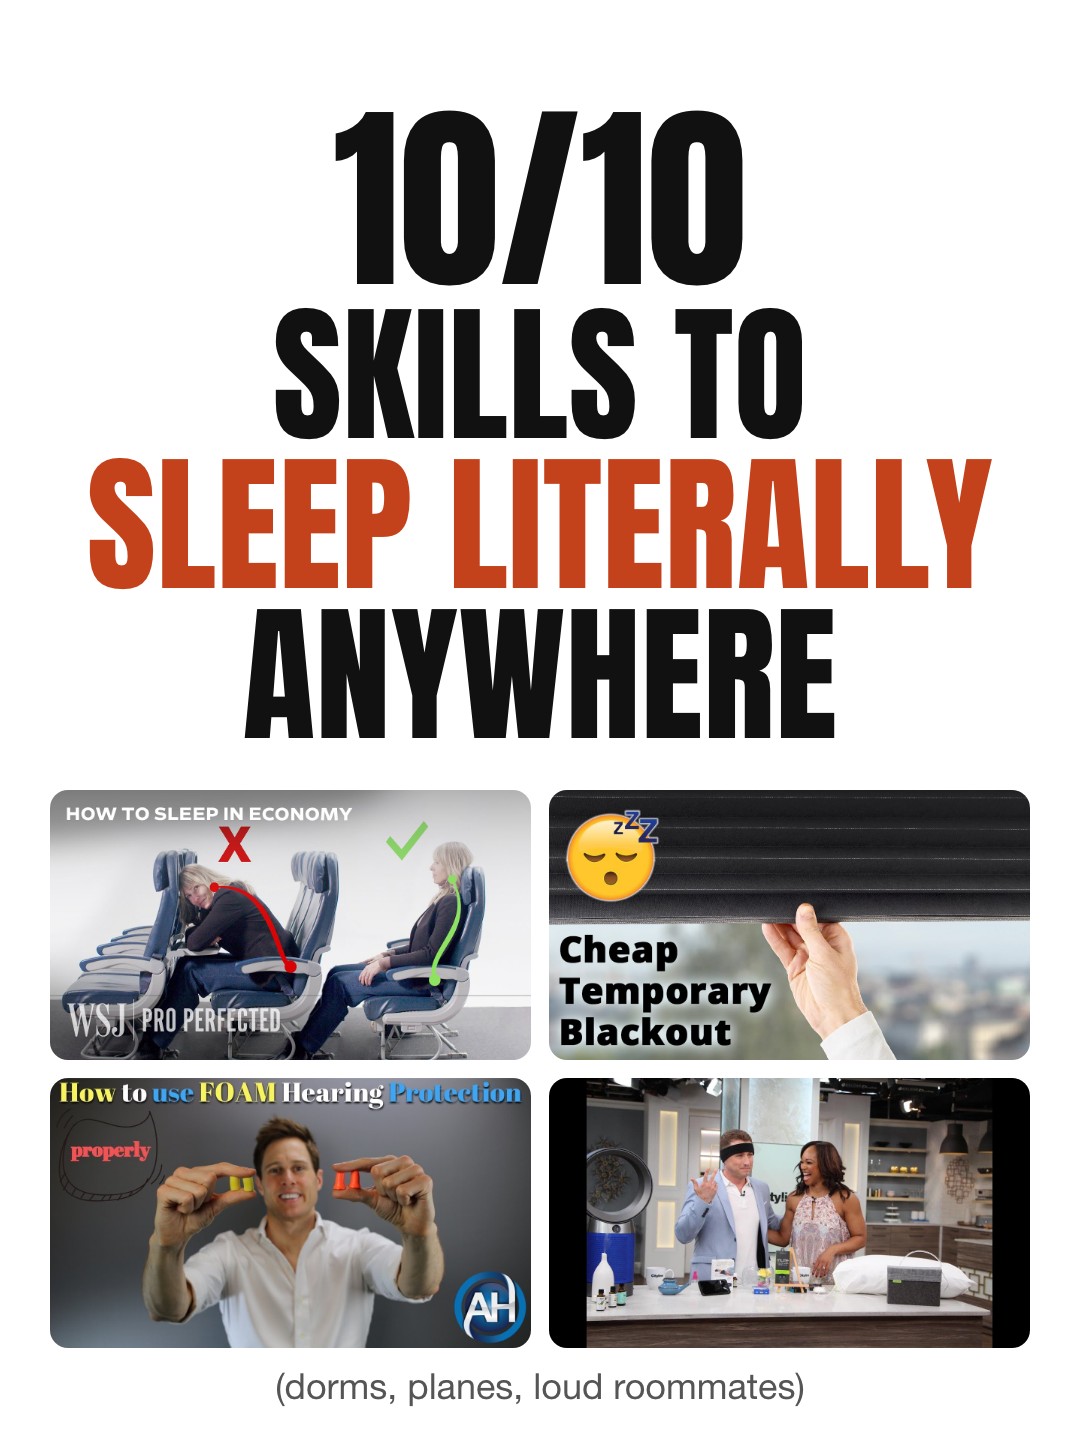 10/10
SKILLS TO
SLEEP LITERALLY
ANYWHERE
HOW TO SLEEP IN ECONOMY
X
WSJ PRO PERFECTED
zzZ
Cheap
Temporary
Blackout
How to use FOAM Hearing Protection
properly
AH
(dorms, planes, loud roommates)